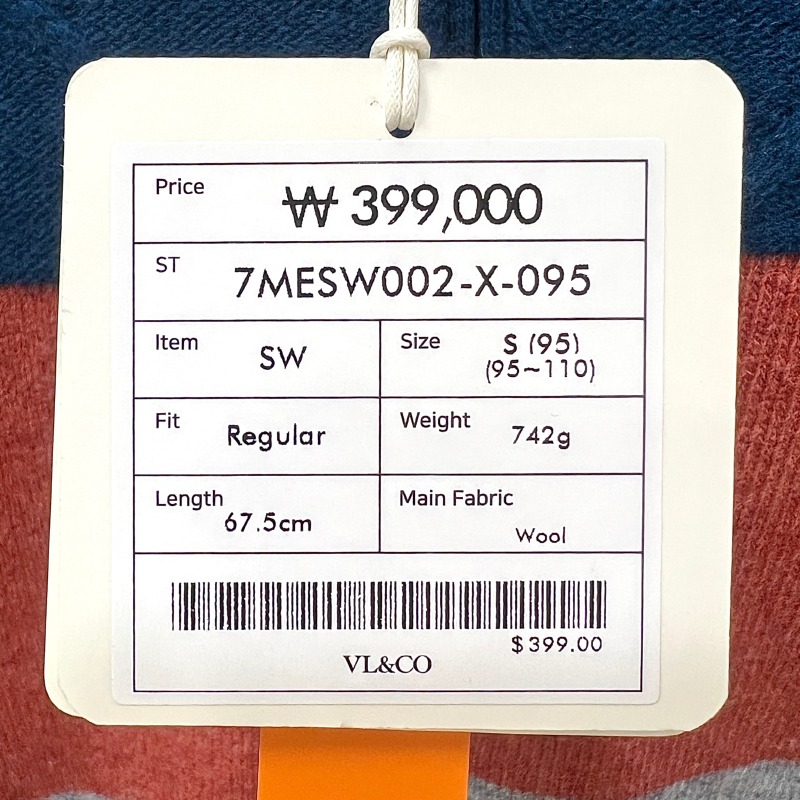 Price
₩ 399,000
ST
7MESW002-X-095
Item
SW
Size
S (95)
(95~110)
Fit
Regular
Weight
742g
Length
67.5cm
Main Fabric
Wool
$399.00
VL&CO